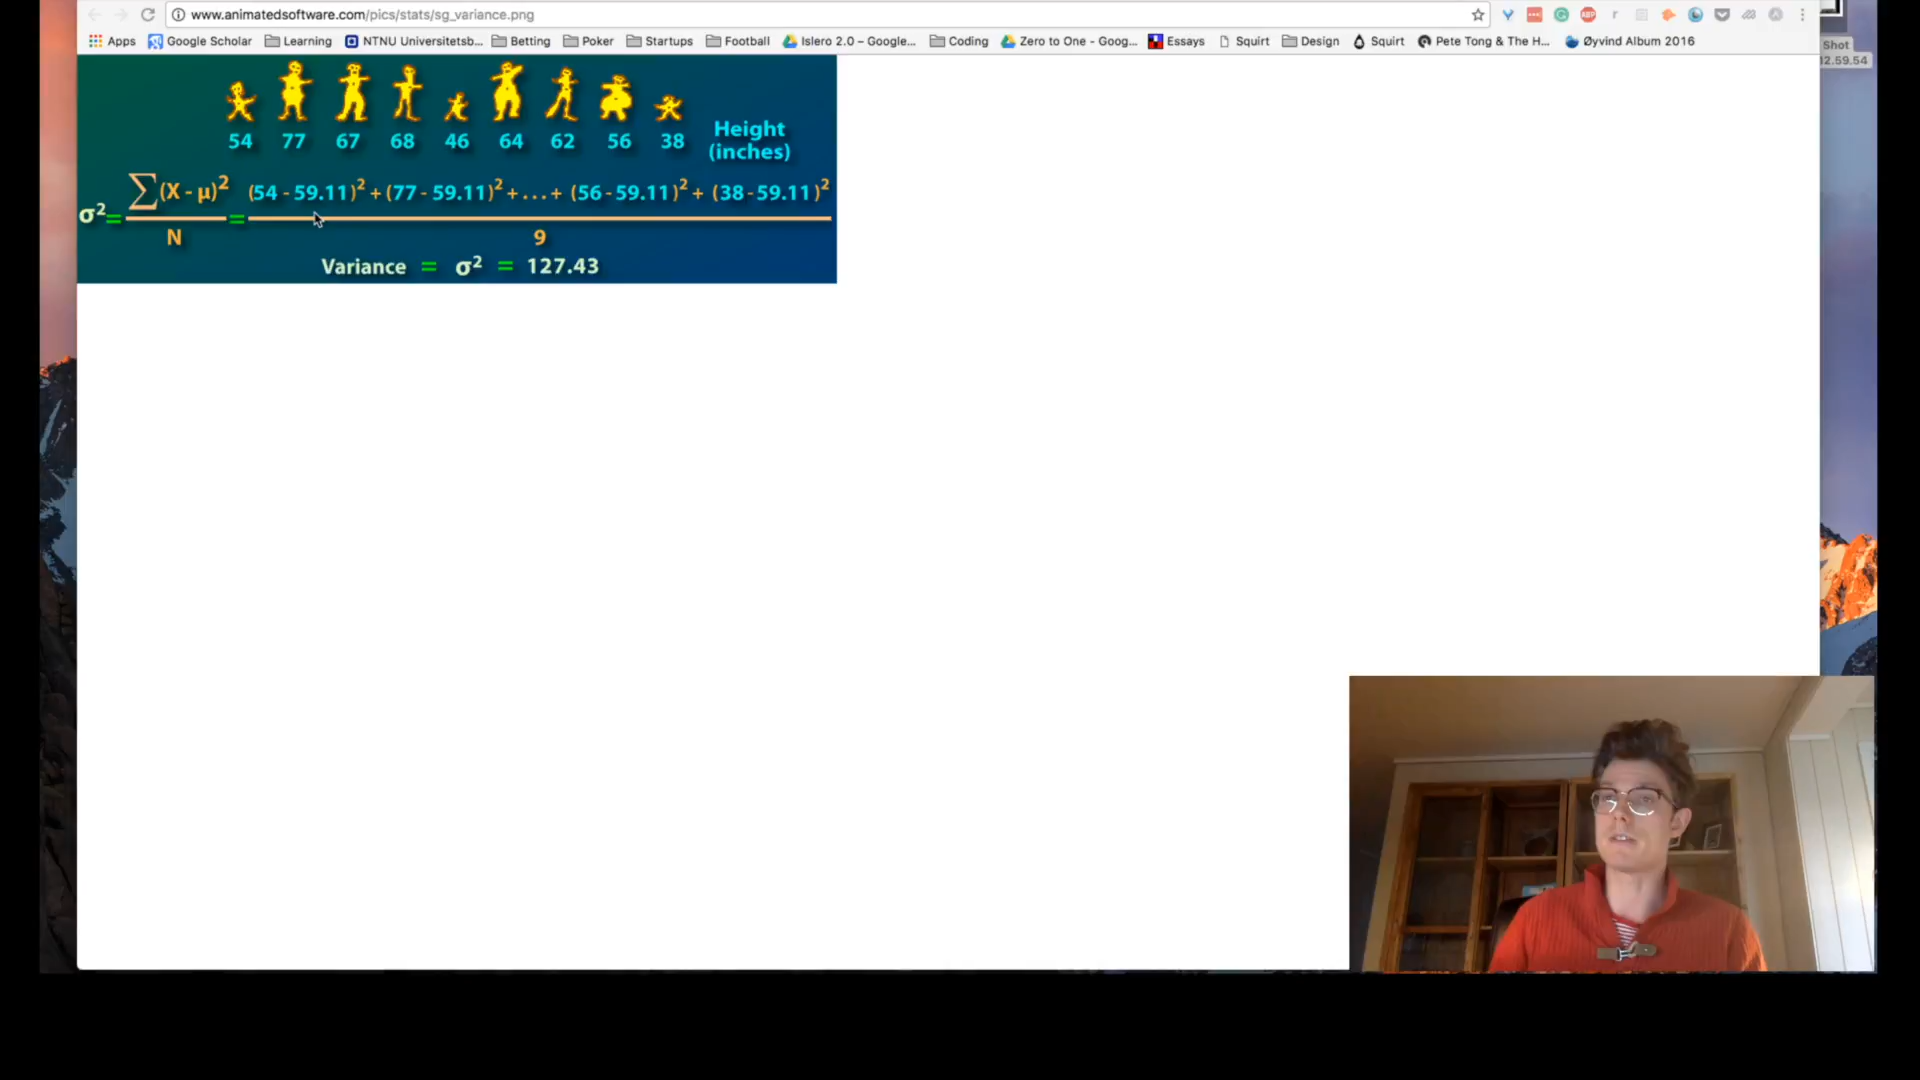 www.animatedsoftware.com/pics/stats/sg_variance.png
Apps Google Scholar Learning NTNU Universitetsb... Betting Poker Startups Football Islero 2.0 – Google... Coding Zero to One - Goog... Essays Squirt Design Squirt Pete Tong & The H... Øyvind Album 2016
Shot
12.59.54
54 77 67 68 46 64 62 56 38 Height (inches)
σ² = ∑(X - μ)² / N = (54 - 59.11)² + (77 - 59.11)² + ... + (56 - 59.11)² + (38 - 59.11)² / 9
Variance = σ² = 127.43